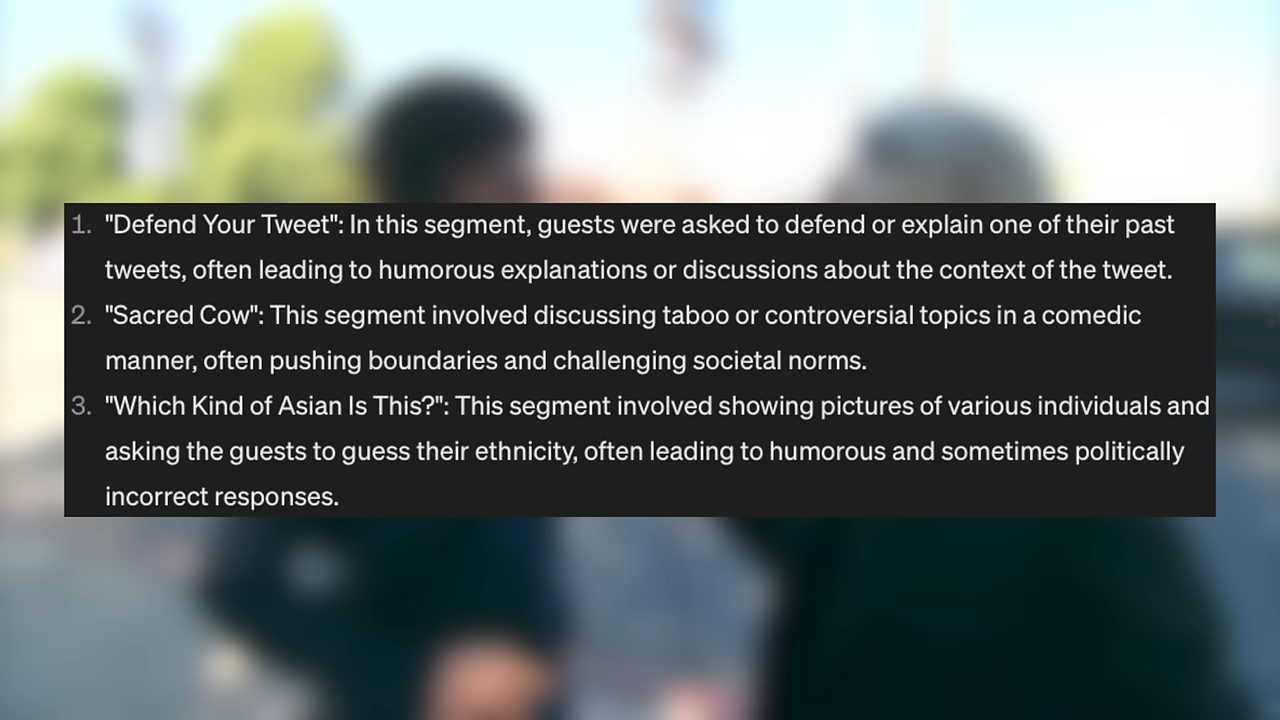 1. "Defend Your Tweet": In this segment, guests were asked to defend or explain one of their past
tweets, often leading to humorous explanations or discussions about the context of the tweet.
2. "Sacred Cow": This segment involved discussing taboo or controversial topics in a comedic
manner, often pushing boundaries and challenging societal norms.
3. "Which Kind of Asian Is This?": This segment involved showing pictures of various individuals and
asking the guests to guess their ethnicity, often leading to humorous and sometimes politically
incorrect responses.